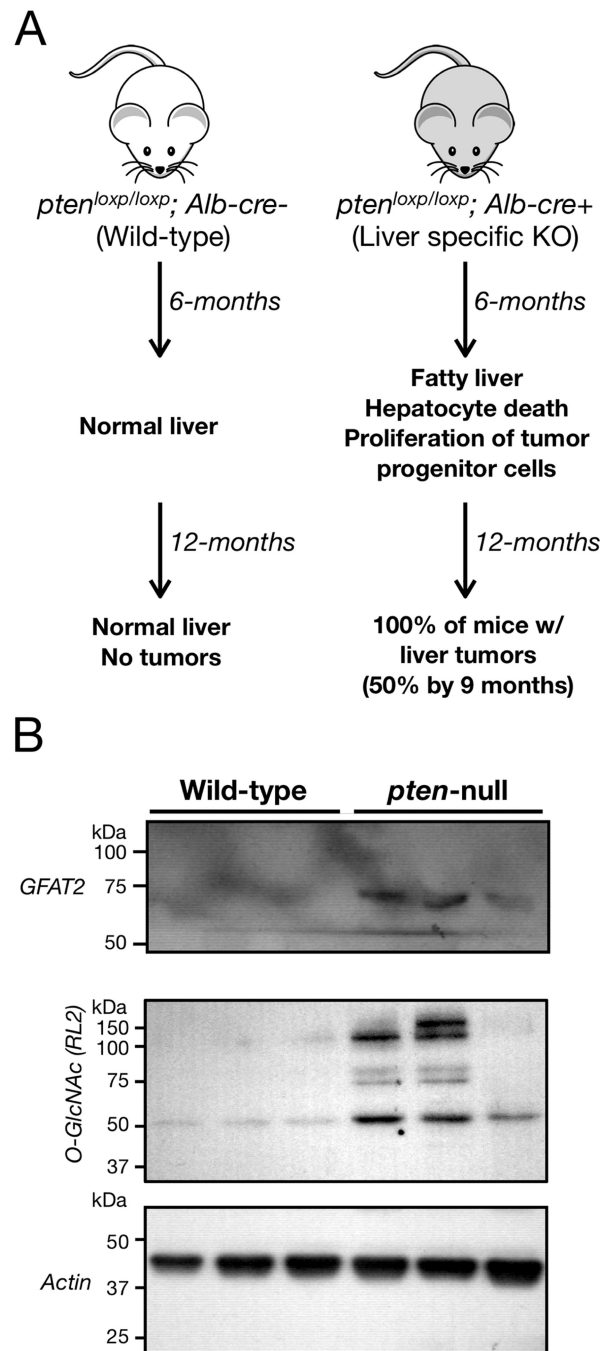 A
pten^loxp/loxp; Alb-cre-
(Wild-type)
pten^loxp/loxp; Alb-cre+
(Liver specific KO)
6-months
6-months
Normal liver
Fatty liver
Hepatocyte death
Proliferation of tumor
progenitor cells
12-months
12-months
Normal liver
No tumors
100% of mice w/
liver tumors
(50% by 9 months)
B
Wild-type
pten-null
kDa
100
GFAT2
75
50
O-GlcNAc (RL2)
kDa
150
100
75
50
37
kDa
50
Actin
37
25